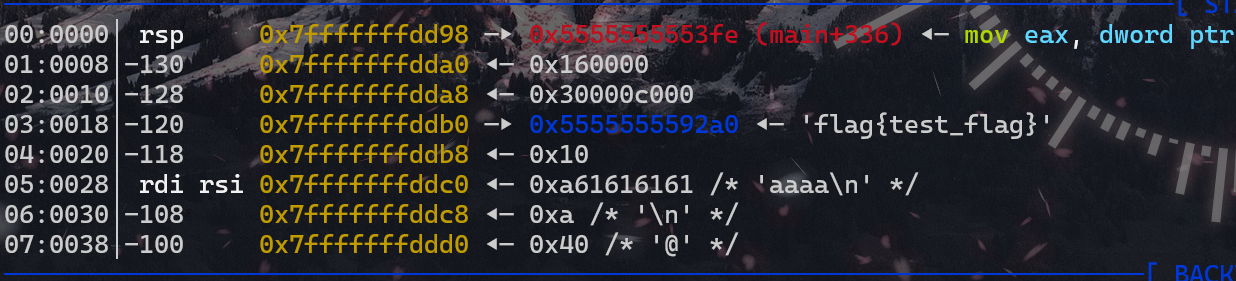 [ ST
00:0000│ rsp 0x7fffffffdd98 —▸ 0x5555555553fe (main+336) ◂— mov eax, dword ptr
01:0008│-130 0x7fffffffdda0 ◂— 0x160000
02:0010│-128 0x7fffffffdda8 ◂— 0x30000c000
03:0018│-120 0x7fffffffddb0 —▸ 0x5555555592a0 ◂— 'flag{test_flag}'
04:0020│-118 0x7fffffffddb8 ◂— 0x10
05:0028│ rdi rsi 0x7fffffffddc0 ◂— 0xa61616161 /* 'aaaa\n' */
06:0030│-108 0x7fffffffddc8 ◂— 0xa /* '\n' */
07:0038│-100 0x7fffffffddd0 ◂— 0x40 /* '@' */
[ BACK